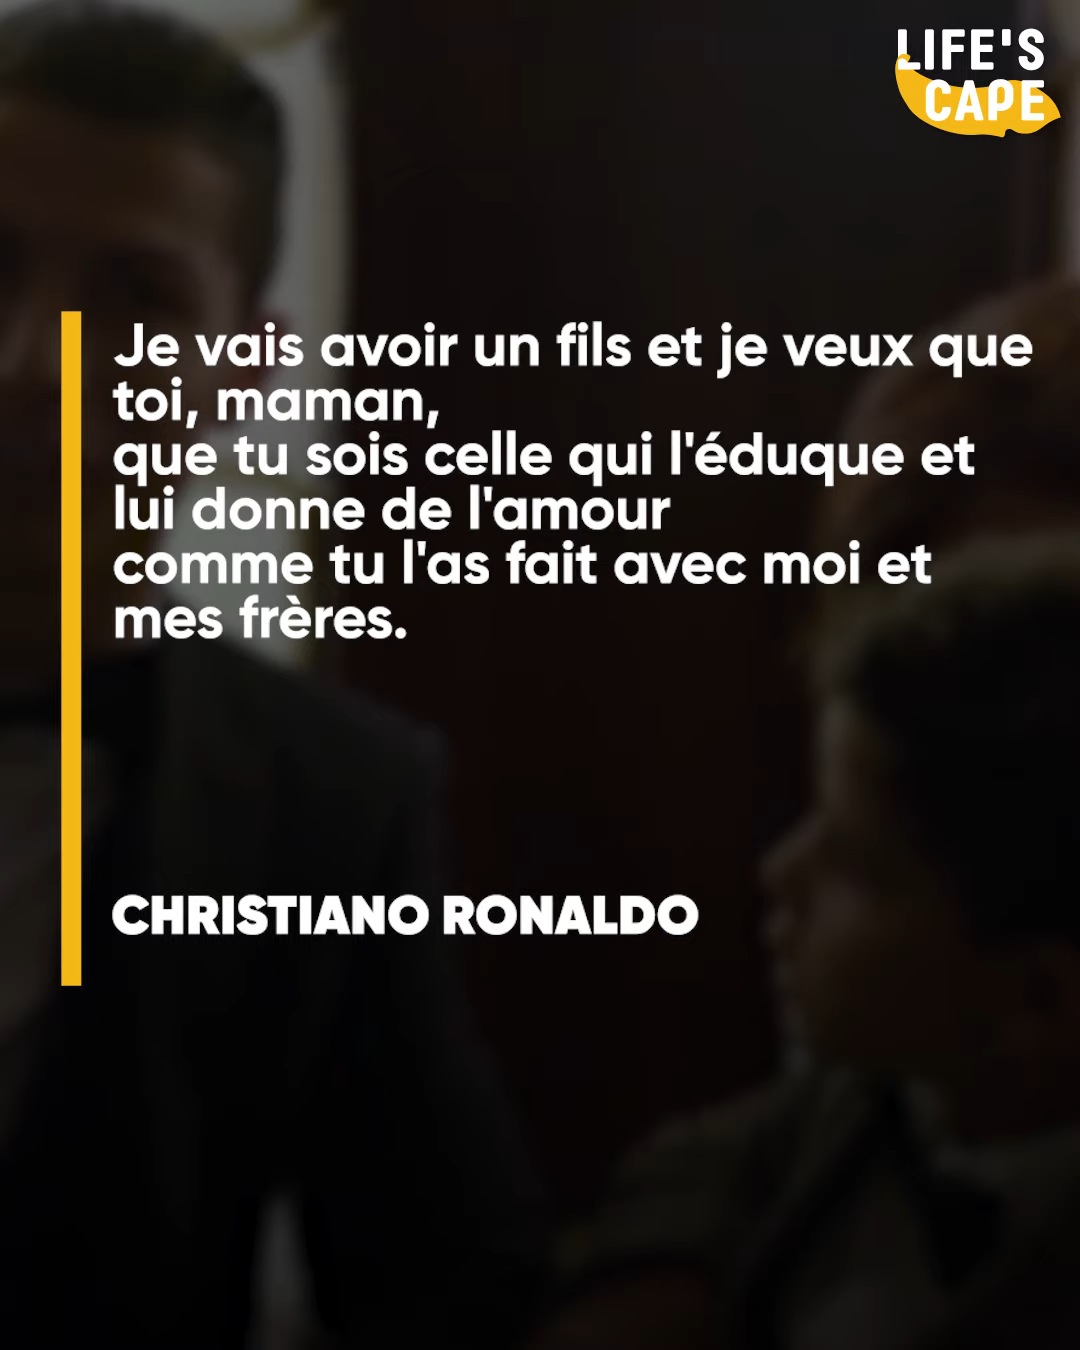 LIFE'S
CAPE
Je vais avoir un fils et je veux que
toi, maman,
que tu sois celle qui l'éduque et
lui donne de l'amour
comme tu l'as fait avec moi et
mes frères.
CHRISTIANO RONALDO